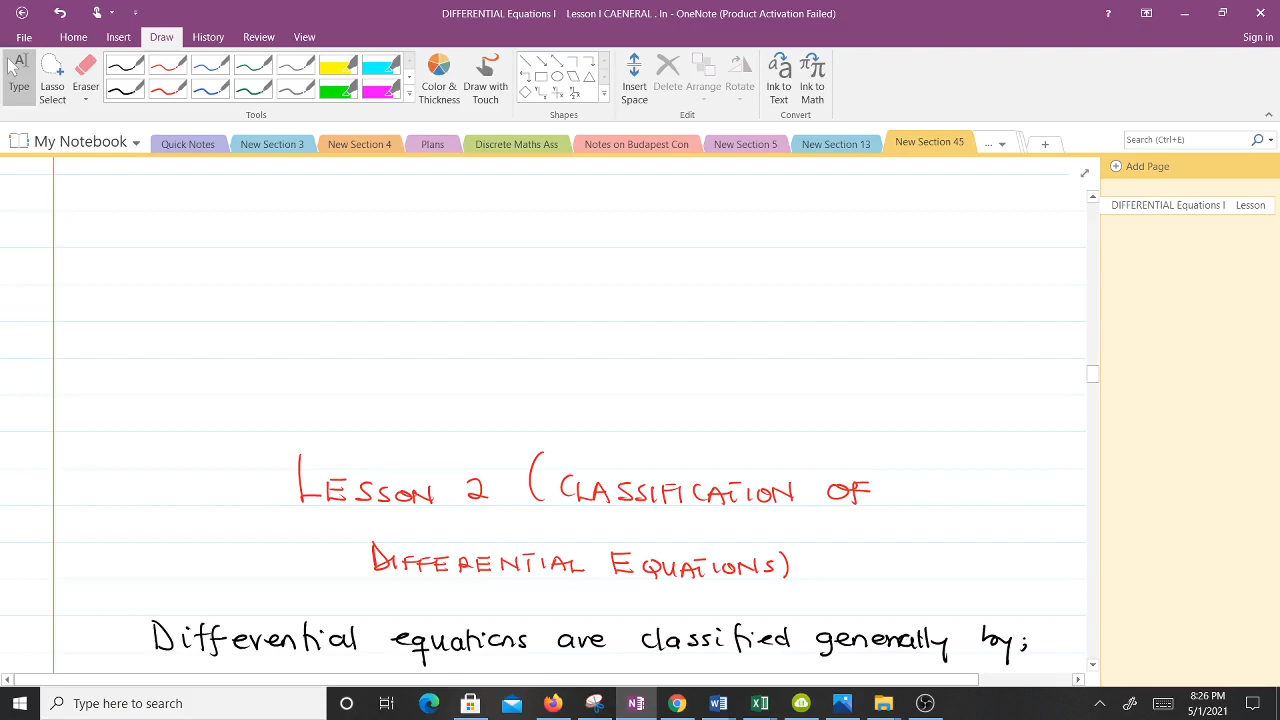 DIFFERENTIAL Equations I    Lesson I CAENERAL . In - OneNote (Product Activation Failed)
File Home Insert Draw History Review View Sign in
Type
Lasso Select
Eraser
Color & Thickness
Draw with Touch
Insert Space
Delete
Arrange
Rotate
Ink to Text
Ink to Math
Tools Shapes Edit Convert
My Notebook Quick Notes New Section 3 New Section 4 Plans Discrete Maths Ass Notes on Budapest Con New Section 5 New Section 13 New Section 45 ... Search (Ctrl+E)
Add Page
DIFFERENTIAL Equations I    Lesson
LESSON 2 (CLASSIFICATION OF
DIFFERENTIAL EQUATIONS)
Differential equations are classified generally by;
Type here to search
8:26 PM
5/1/2021